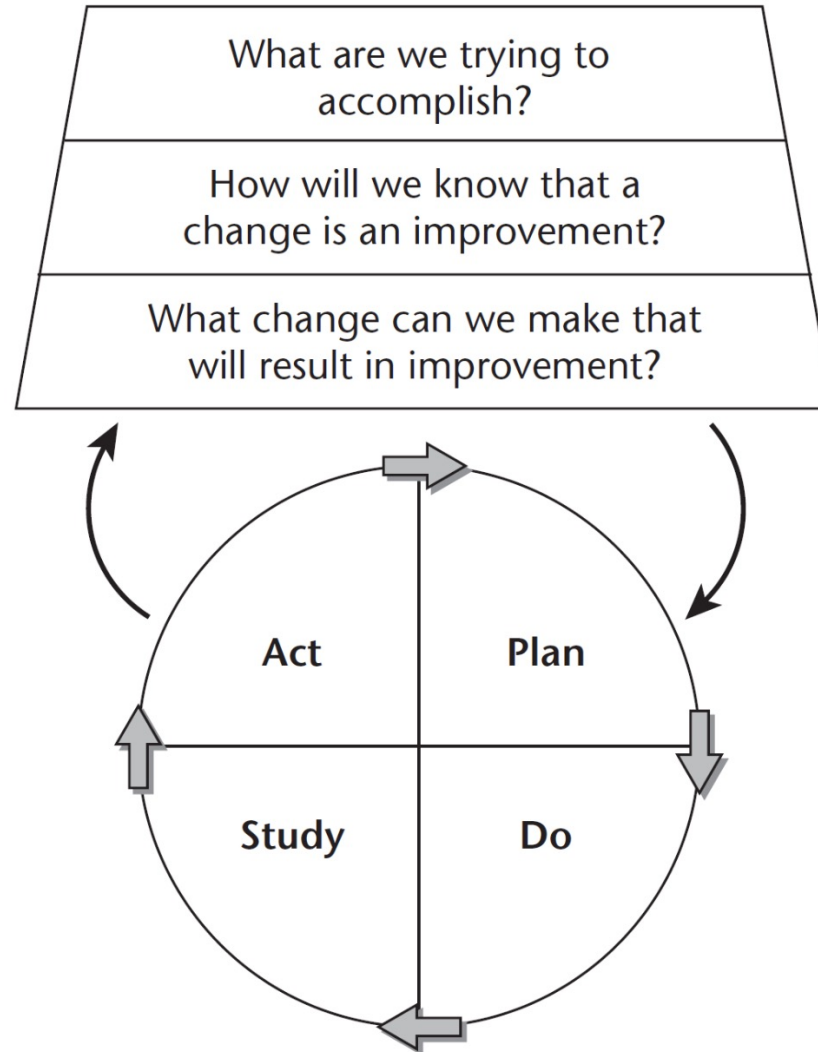 What are we trying to
accomplish?
How will we know that a
change is an improvement?
What change can we make that
will result in improvement?
Act
Plan
Study
Do